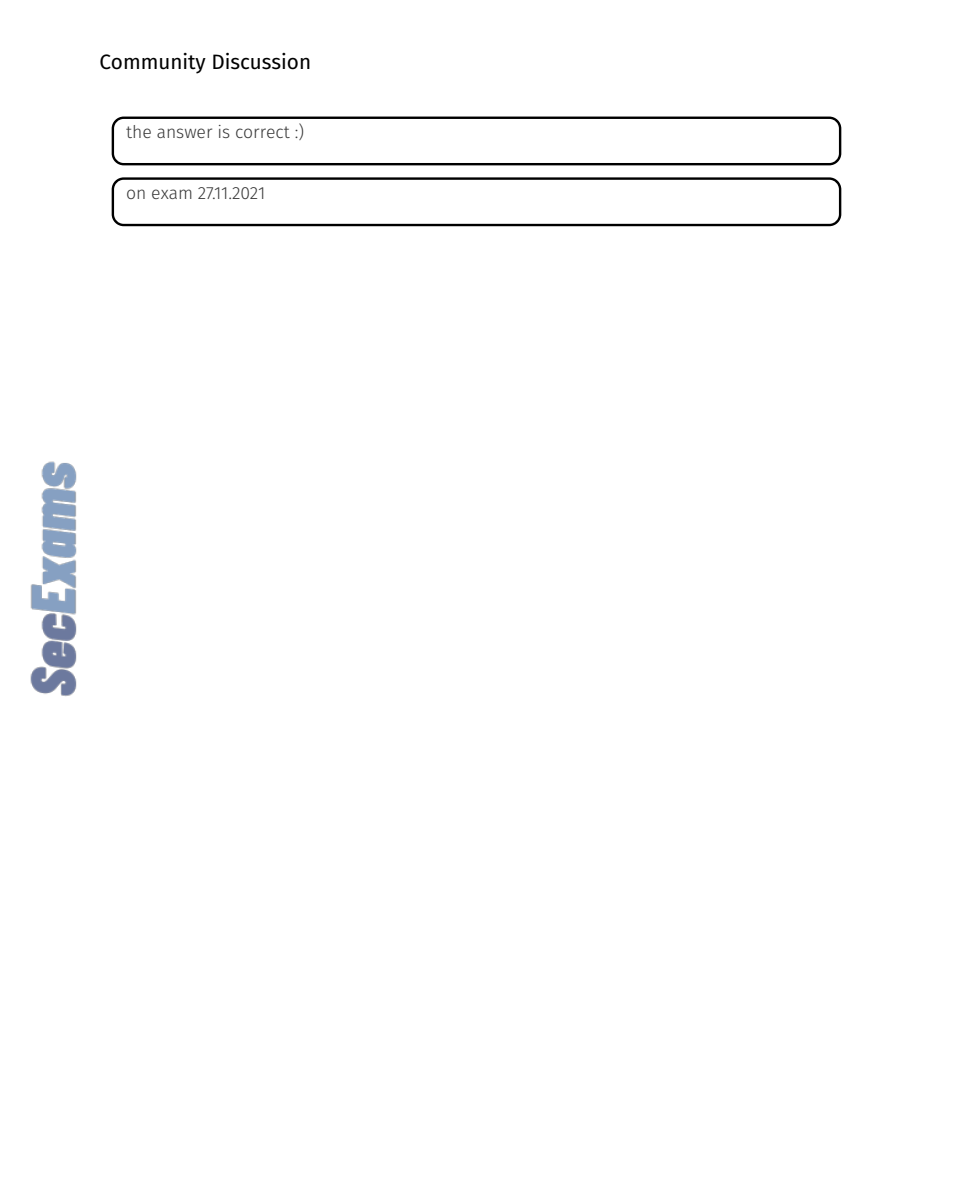 Community Discussion
the answer is correct :)
on exam 27.11.2021
SecExams